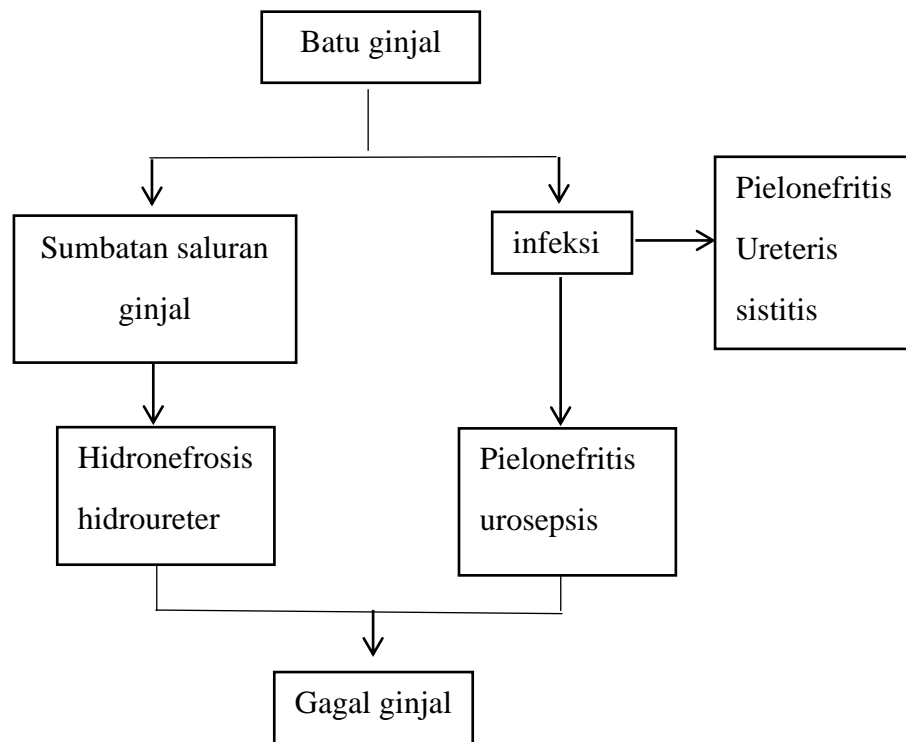 Batu ginjal
Sumbatan saluran
ginjal
infeksi
Pielonefritis
Ureteris
sistitis
Hidronefrosis
hidroureter
Pielonefritis
urosepsis
Gagal ginjal